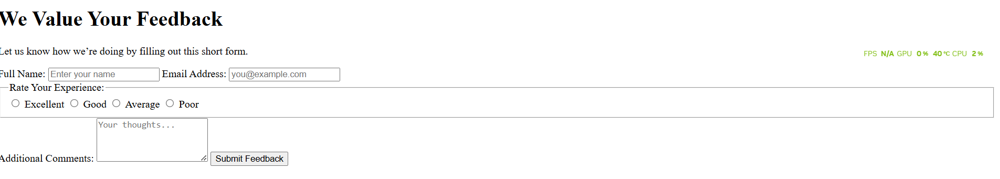 We Value Your Feedback
Let us know how we’re doing by filling out this short form.
FPS N/A GPU 0 % 40 °C CPU 2 %
Full Name: Enter your name Email Address: you@example.com
Rate Your Experience:
Excellent Good Average Poor
Your thoughts...
Additional Comments: Submit Feedback